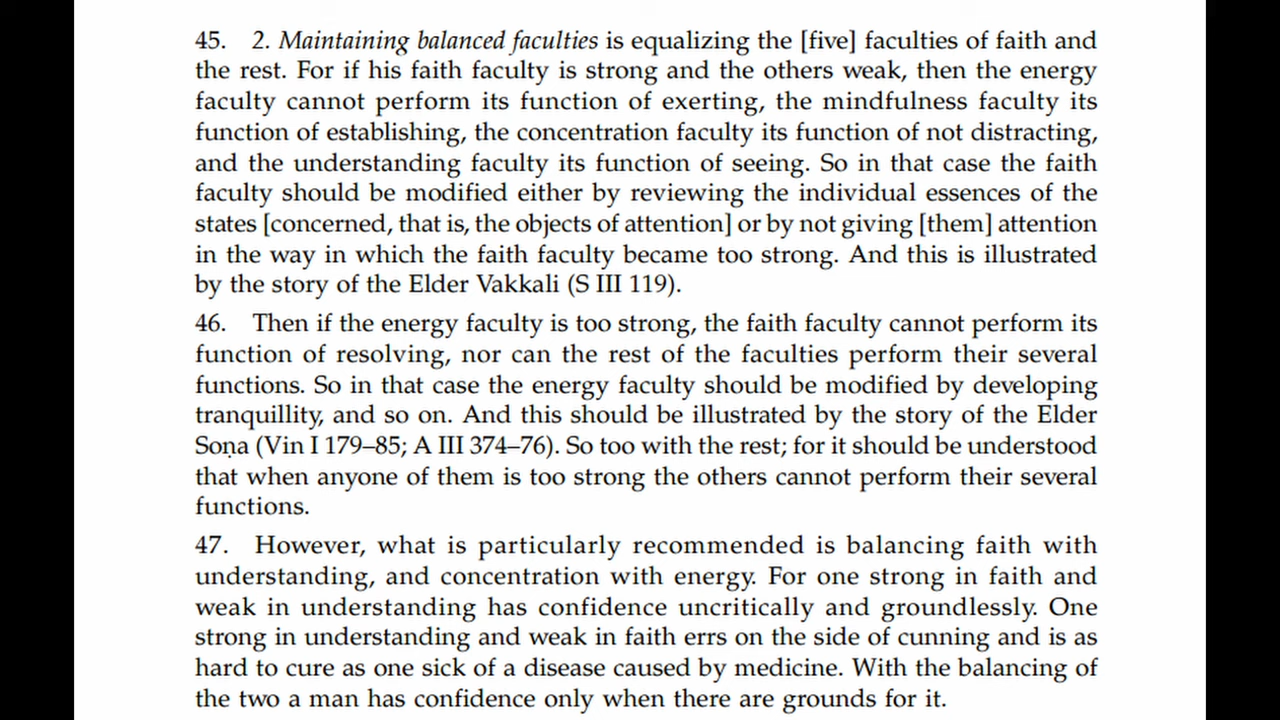 45. 2. Maintaining balanced faculties is equalizing the [five] faculties of faith and
the rest. For if his faith faculty is strong and the others weak, then the energy
faculty cannot perform its function of exerting, the mindfulness faculty its
function of establishing, the concentration faculty its function of not distracting,
and the understanding faculty its function of seeing. So in that case the faith
faculty should be modified either by reviewing the individual essences of the
states [concerned, that is, the objects of attention] or by not giving [them] attention
in the way in which the faith faculty became too strong. And this is illustrated
by the story of the Elder Vakkali (S III 119).
46. Then if the energy faculty is too strong, the faith faculty cannot perform its
function of resolving, nor can the rest of the faculties perform their several
functions. So in that case the energy faculty should be modified by developing
tranquillity, and so on. And this should be illustrated by the story of the Elder
Soṇa (Vin I 179–85; A III 374–76). So too with the rest; for it should be understood
that when anyone of them is too strong the others cannot perform their several
functions.
47. However, what is particularly recommended is balancing faith with
understanding, and concentration with energy. For one strong in faith and
weak in understanding has confidence uncritically and groundlessly. One
strong in understanding and weak in faith errs on the side of cunning and is as
hard to cure as one sick of a disease caused by medicine. With the balancing of
the two a man has confidence only when there are grounds for it.